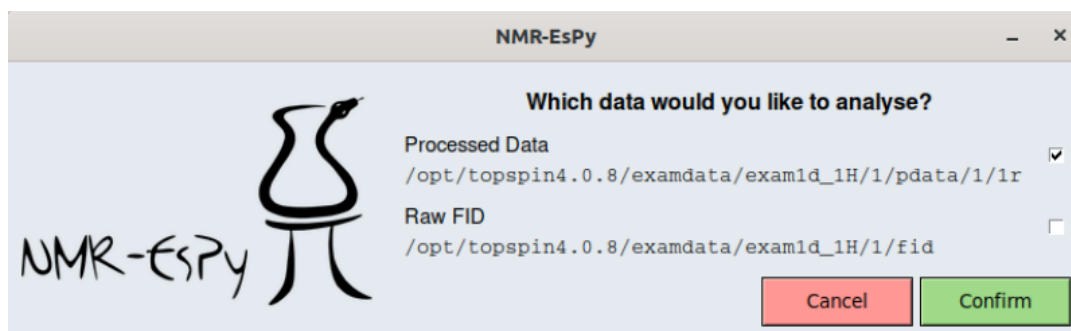 NMR-EsPy
Which data would you like to analyse?
Processed Data
/opt/topspin4.0.8/examdata/exam1d_1H/1/pdata/1/1r
Raw FID
/opt/topspin4.0.8/examdata/exam1d_1H/1/fid
NMR-EsPy
Cancel Confirm